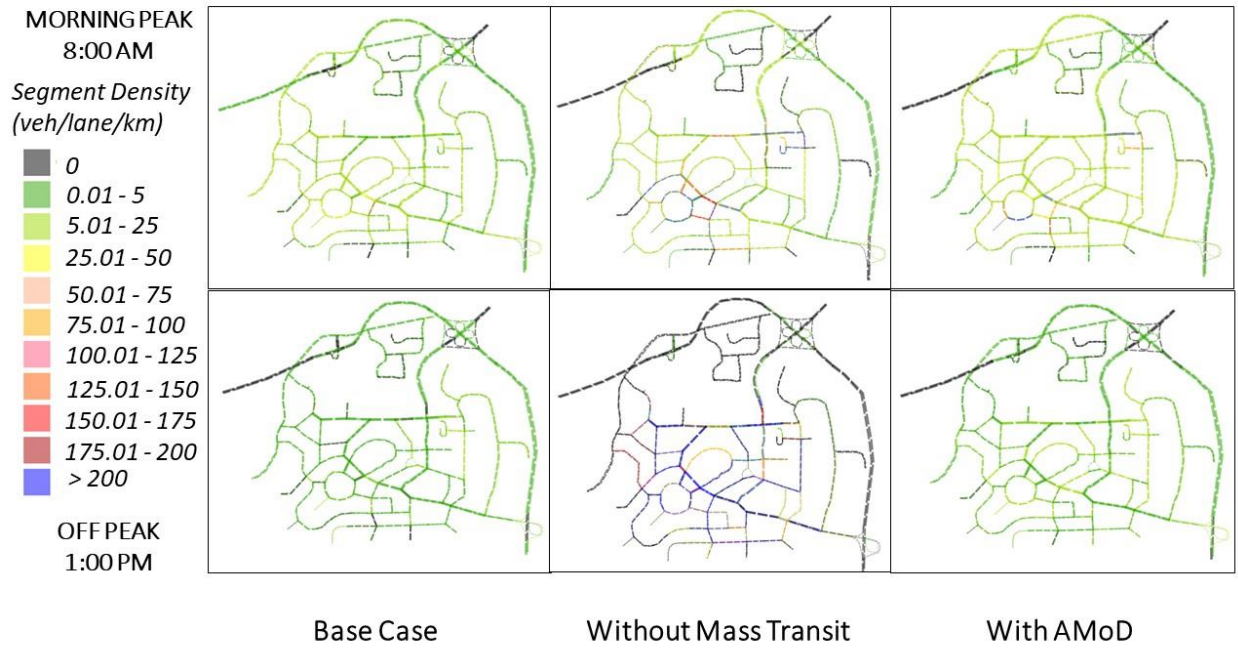 MORNING PEAK
8:00 AM
Segment Density
(veh/lane/km)
0
0.01 - 5
5.01 - 25
25.01 - 50
50.01 - 75
75.01 - 100
100.01 - 125
125.01 - 150
150.01 - 175
175.01 - 200
> 200
OFF PEAK
1:00 PM
Base Case
Without Mass Transit
With AMoD